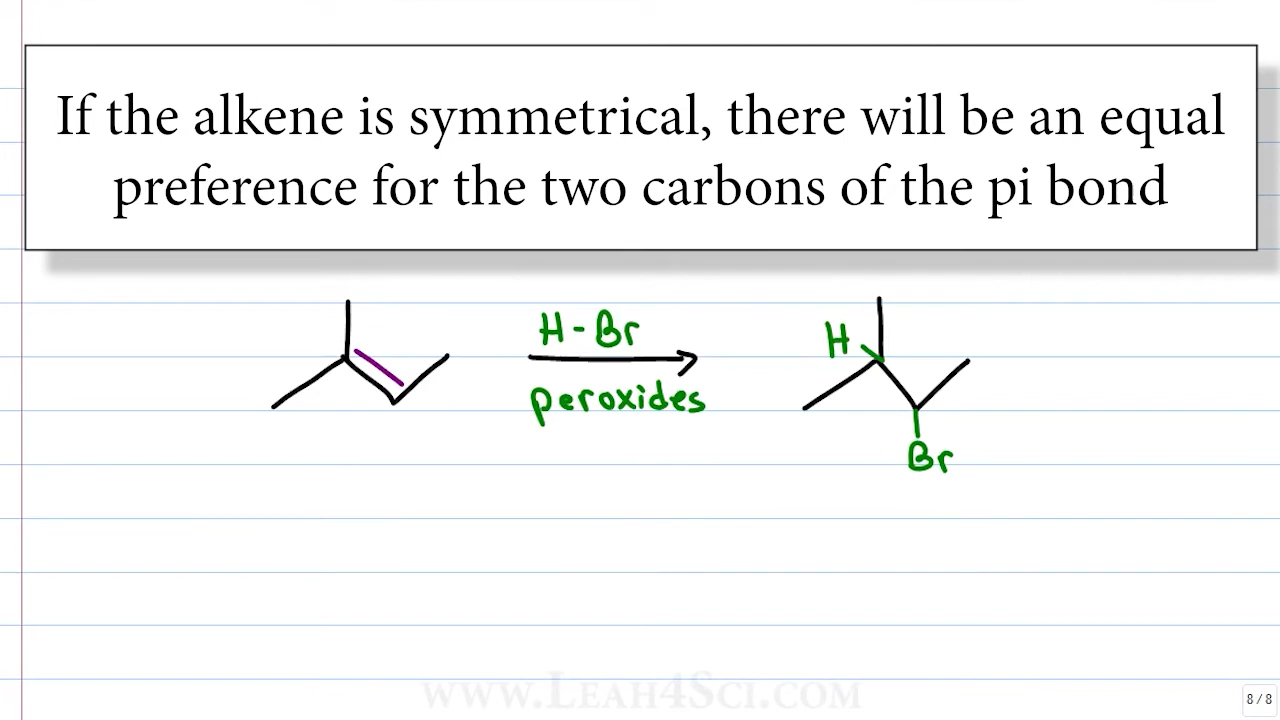 If the alkene is symmetrical, there will be an equal
preference for the two carbons of the pi bond
H-Br
peroxides
H
Br
www.Leah4Sci.com
8/8